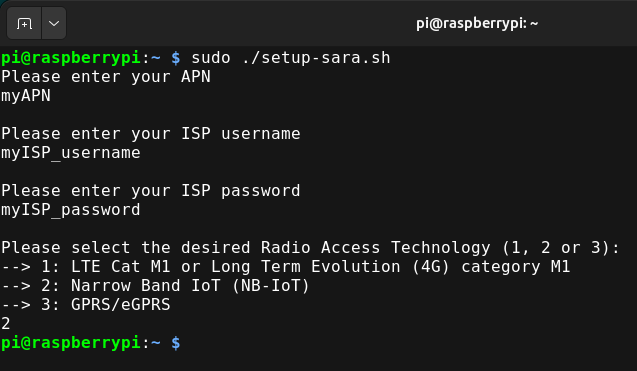 pi@raspberrypi: ~
pi@raspberrypi:~ $ sudo ./setup-sara.sh
Please enter your APN
myAPN
Please enter your ISP username
myISP_username
Please enter your ISP password
myISP_password
Please select the desired Radio Access Technology (1, 2 or 3):
--> 1: LTE Cat M1 or Long Term Evolution (4G) category M1
--> 2: Narrow Band IoT (NB-IoT)
--> 3: GPRS/eGPRS
2
pi@raspberrypi:~ $